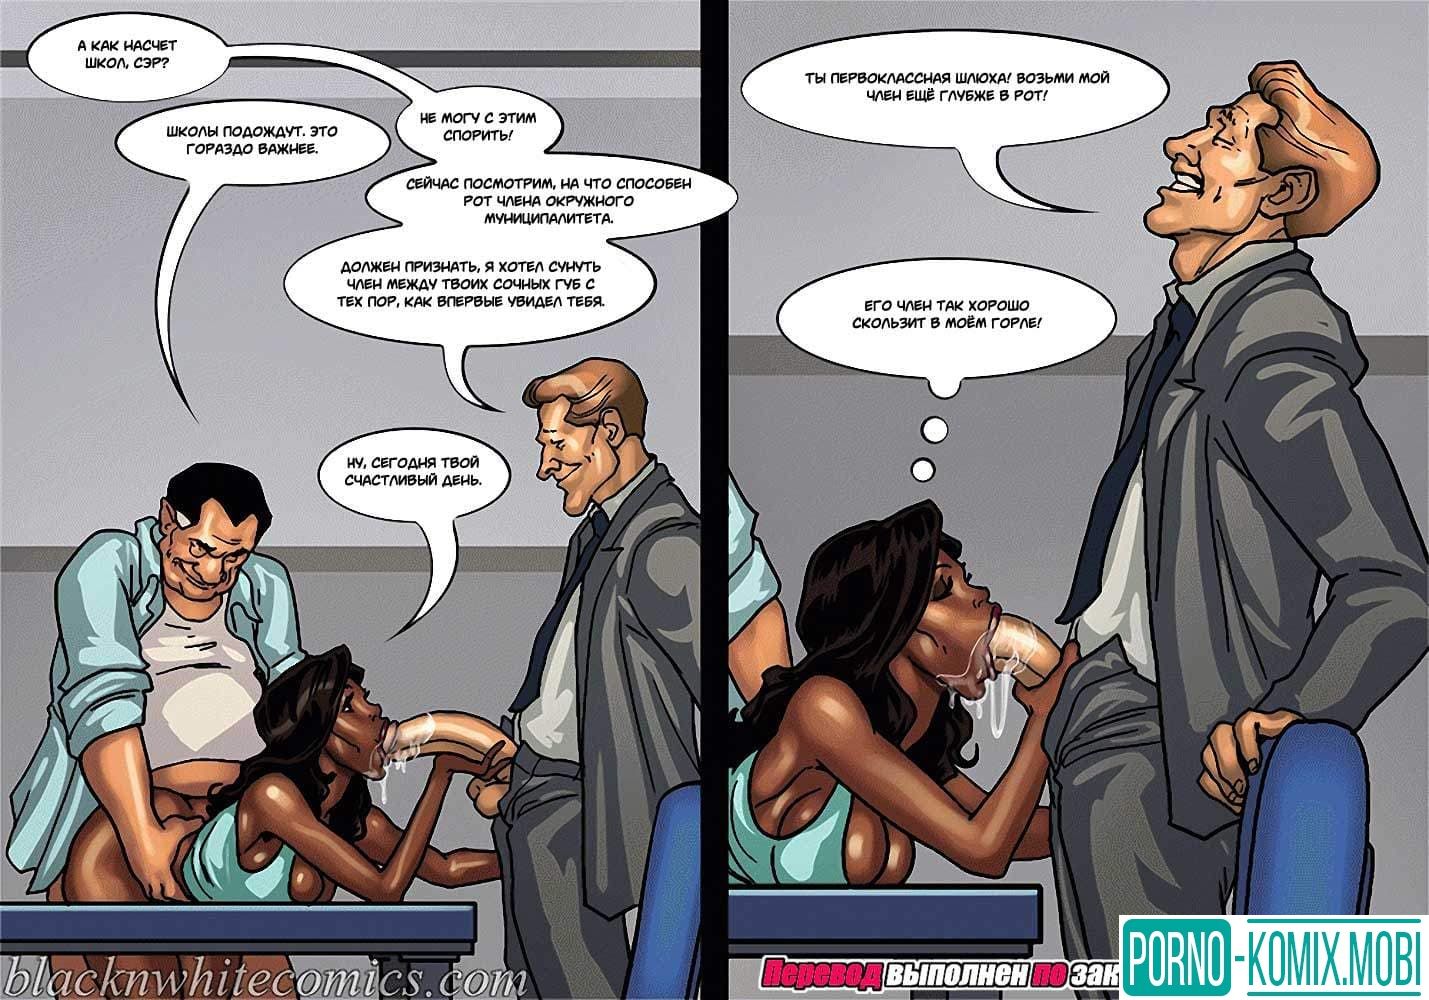 А КАК НАСЧЕТ
ШКОЛ, СЭР?
ШКОЛЫ ПОДОЖДУТ. ЭТО
ГОРАЗДО ВАЖНЕЕ.
НЕ МОГУ С ЭТИМ
СПОРИТЬ!
СЕЙЧАС ПОСМОТРИМ, НА ЧТО СПОСОБЕН
РОТ ЧЛЕНА ОКРУЖНОГО
МУНИЦИПАЛИТЕТА.
ДОЛЖЕН ПРИЗНАТЬ, Я ХОТЕЛ СУНУТЬ
ЧЛЕН МЕЖДУ ТВОИХ СОЧНЫХ ГУБ С
ТЕХ ПОР, КАК ВПЕРВЫЕ УВИДЕЛ ТЕБЯ.
НУ, СЕГОДНЯ ТВОЙ
СЧАСТЛИВЫЙ ДЕНЬ.
ТЫ ПЕРВОКЛАССНАЯ ШЛЮХА! ВОЗЬМИ МОЙ
ЧЛЕН ЕЩЁ ГЛУБЖЕ В РОТ!
ЕГО ЧЛЕН ТАК ХОРОШО
СКОЛЬЗИТ В МОЁМ ГОРЛЕ!
blacknwhitecomics.com
Перевод выполнен по зак
PORNO-KOMIX.MOBI